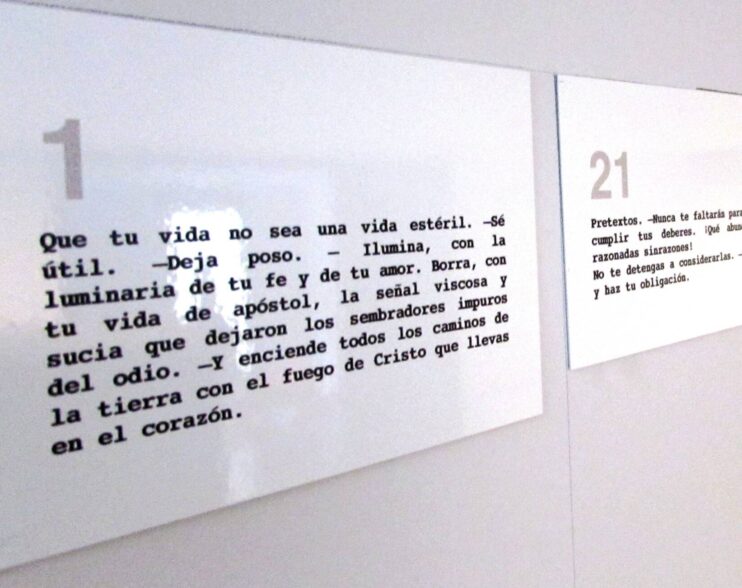 1
Que tu vida no sea una vida estéril. —Sé
útil. —Deja poso. — Ilumina, con la
luminaria de tu fe y de tu amor. Borra, con
tu vida de apóstol, la señal viscosa y
sucia que dejaron los sembradores impuros
del odio. —Y enciende todos los caminos de
la tierra con el fuego de Cristo que llevas
en el corazón.
21
Pretextos. —Nunca te faltarás para
cumplir tus deberes. ¡Qué
razonadas sinrazones!
No te detengas a considerarlas. —
y haz tu obligación.